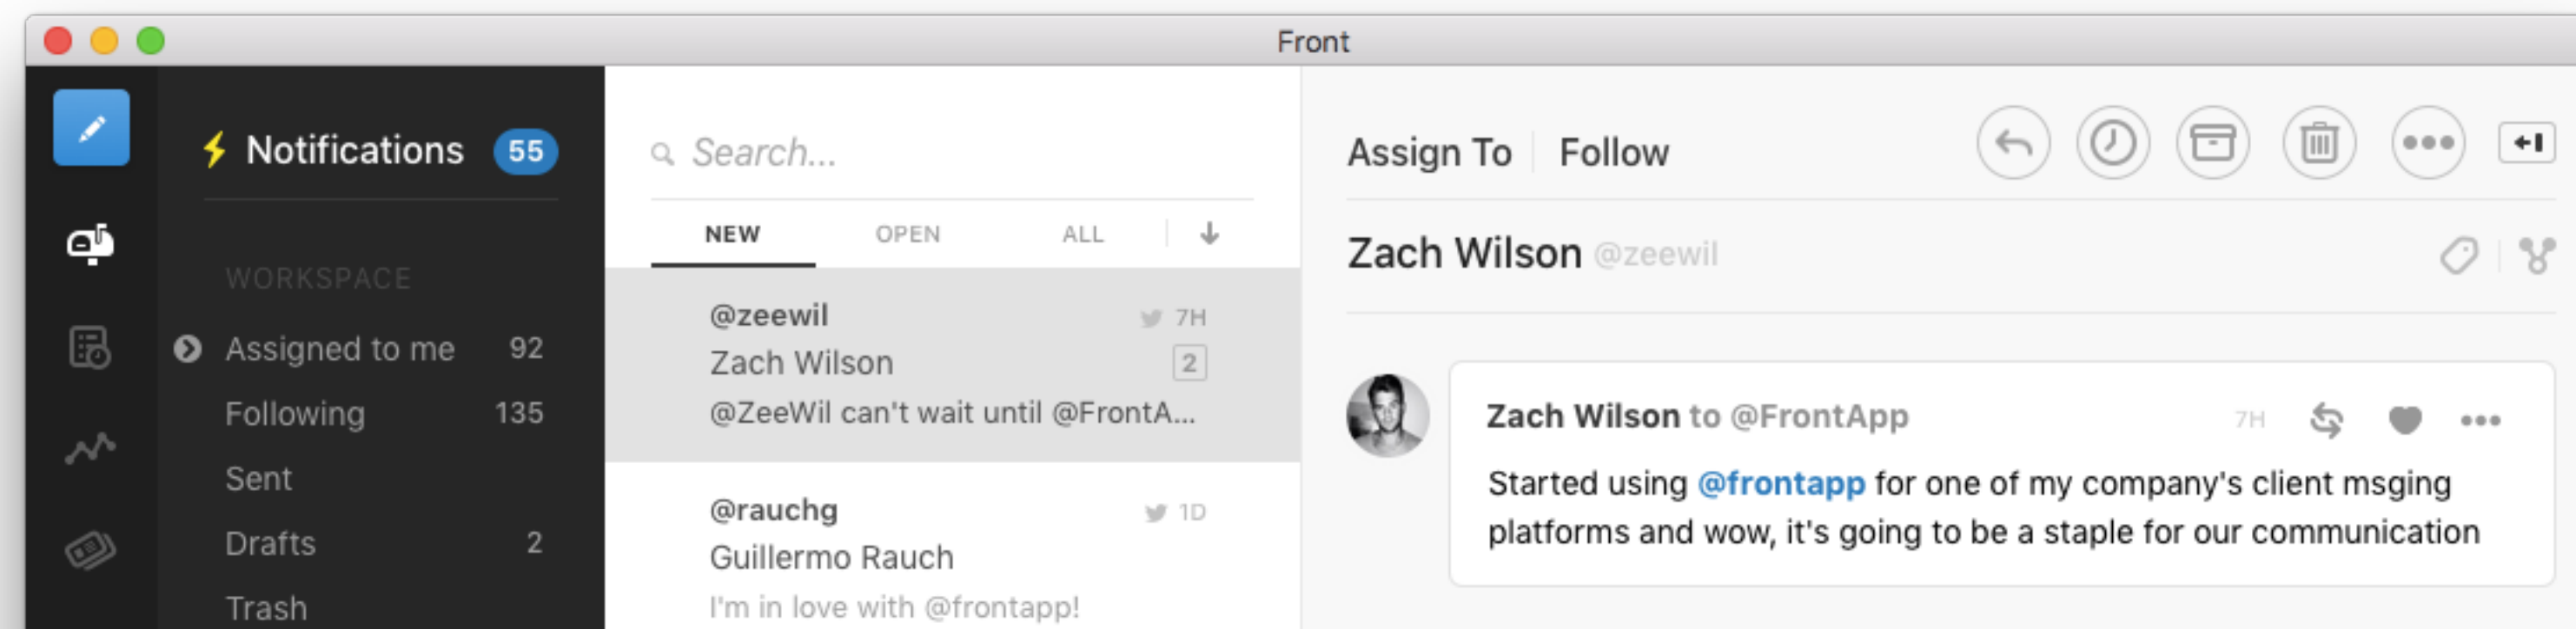 Front
Notifications 55
WORKSPACE
Assigned to me 92
Following 135
Sent
Drafts 2
Trash
Search...
NEW OPEN ALL
@zeewil 7H
Zach Wilson 2
@ZeeWil can't wait until @FrontA...
@rauchg 1D
Guillermo Rauch
I'm in love with @frontapp!
Assign To Follow
Zach Wilson @zeewil
Zach Wilson to @FrontApp 7H
Started using @frontapp for one of my company's client msging
platforms and wow, it's going to be a staple for our communication